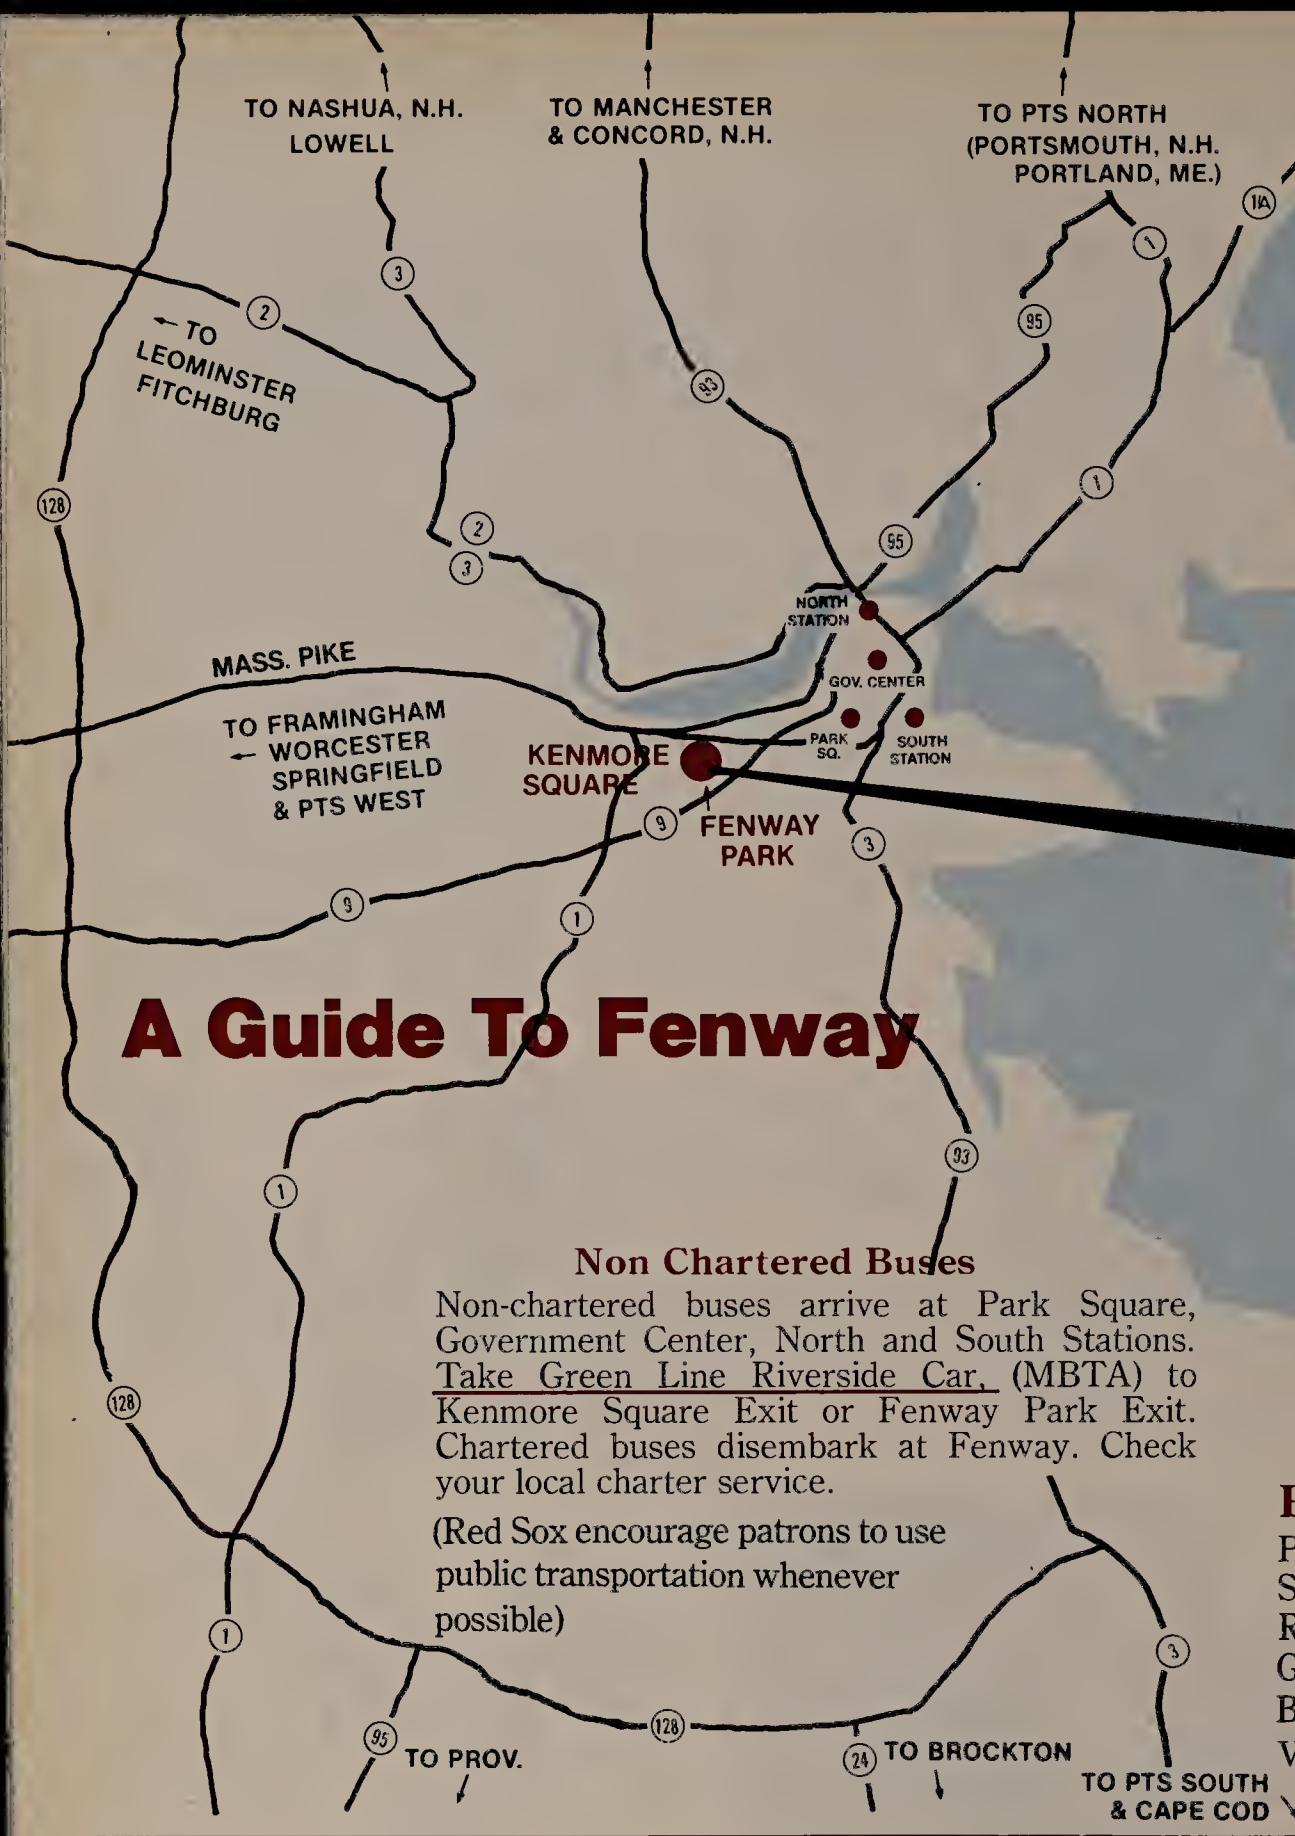 TO NASHUA, N.H.
LOWELL
TO MANCHESTER
& CONCORD, N.H.
TO PTS NORTH
(PORTSMOUTH, N.H.
PORTLAND, ME.)
1A
1
3
2
95
← TO
LEOMINSTER
FITCHBURG
93
128
1
2
3
95
NORTH
STATION
MASS. PIKE
GOV. CENTER
TO FRAMINGHAM
← WORCESTER
SPRINGFIELD
& PTS WEST
PARK
SQ.
SOUTH
STATION
KENMORE
SQUARE
9
FENWAY
PARK
3
9
1
A Guide To Fenway
93
1
Non Chartered Buses
Non-chartered buses arrive at Park Square,
Government Center, North and South Stations.
Take Green Line Riverside Car, (MBTA) to
Kenmore Square Exit or Fenway Park Exit.
Chartered buses disembark at Fenway. Check
your local charter service.
(Red Sox encourage patrons to use
public transportation whenever
possible)
128
1
3
95
TO PROV.
128
24
TO BROCKTON
TO PTS SOUTH
& CAPE COD
P
S
R
G
B
V